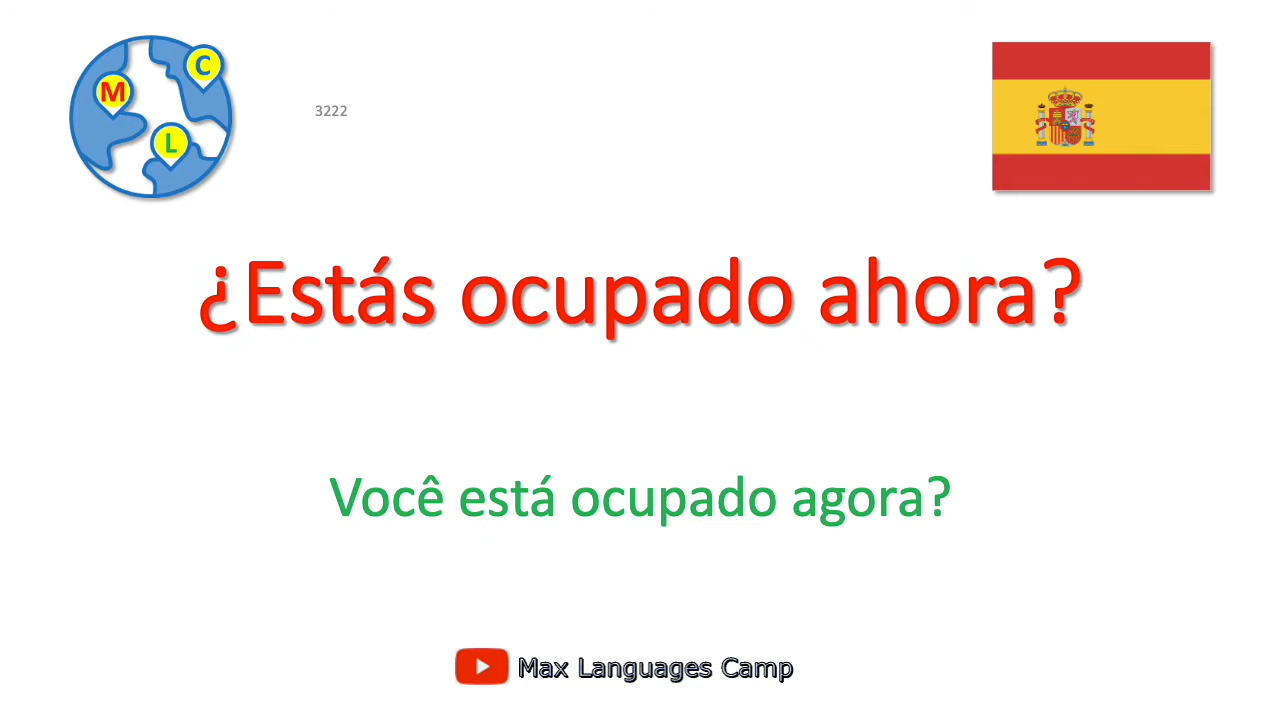 M
C
L
3222
¿Estás ocupado ahora?
Você está ocupado agora?
Max Languages Camp